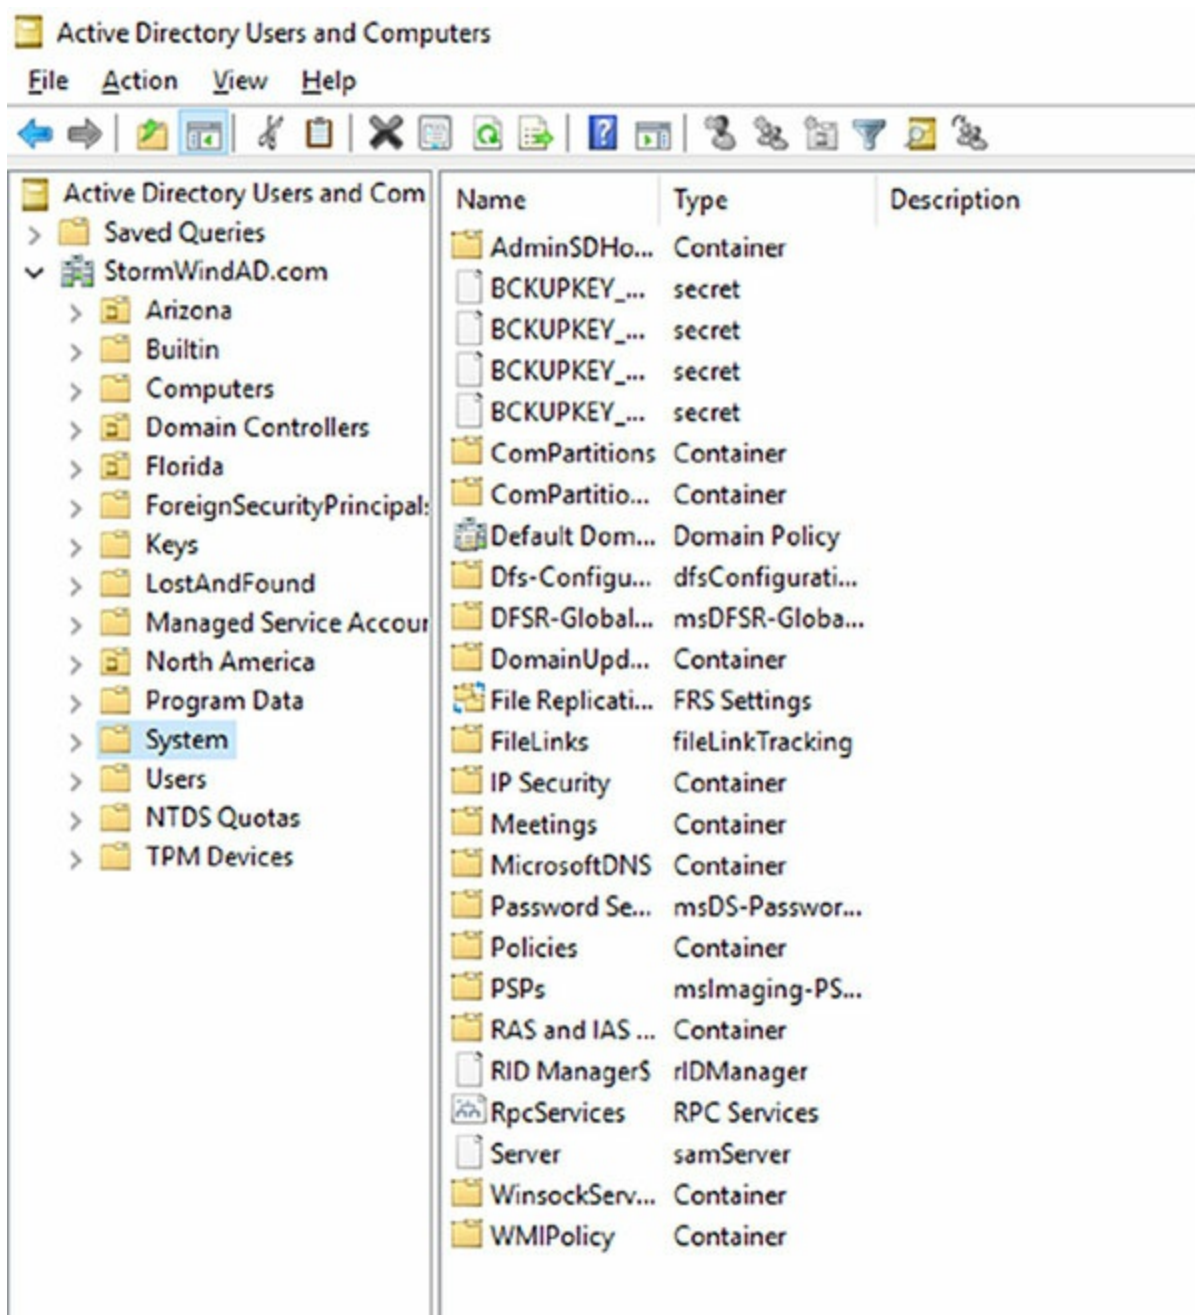 Active Directory Users and Computers
File Action View Help
Active Directory Users and Com
Saved Queries
StormWindAD.com
Arizona
Builtin
Computers
Domain Controllers
Florida
ForeignSecurityPrincipals
Keys
LostAndFound
Managed Service Accour
North America
Program Data
System
Users
NTDS Quotas
TPM Devices
Name Type Description
AdminSDHo... Container
BCKUPKEY_... secret
BCKUPKEY_... secret
BCKUPKEY_... secret
BCKUPKEY_... secret
ComPartitions Container
ComPartitio... Container
Default Dom... Domain Policy
Dfs-Configu... dfsConfigurati...
DFSR-Global... msDFSR-Globa...
DomainUpd... Container
File Replicati... FRS Settings
FileLinks fileLinkTracking
IP Security Container
Meetings Container
MicrosoftDNS Container
Password Se... msDS-Passwor...
Policies Container
PSPs msImaging-PS...
RAS and IAS ... Container
RID Manager$ rIDManager
RpcServices RPC Services
Server samServer
WinsockServ... Container
WMIPolicy Container